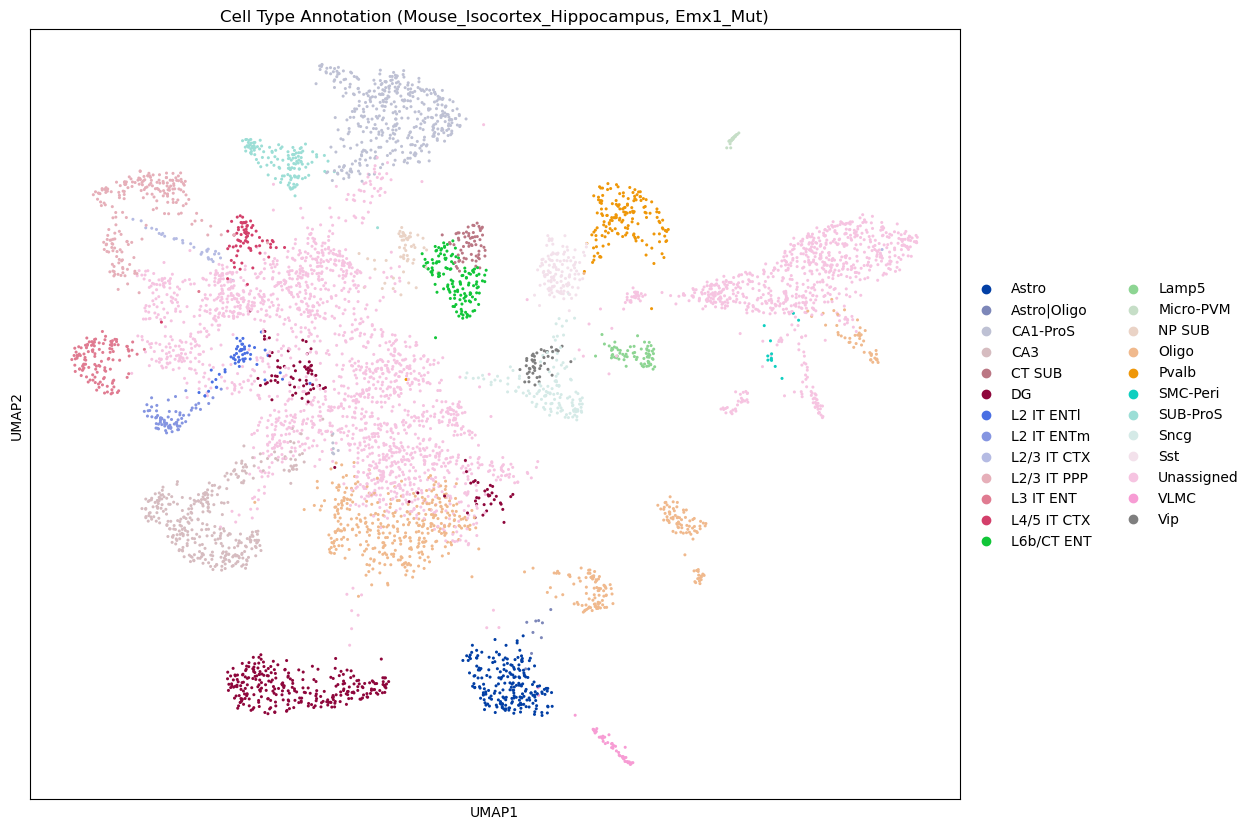 Cell Type Annotation (Mouse_Isocortex_Hippocampus, Emx1_Mut)
UMAP2
UMAP1
Astro
Astro|Oligo
CA1-ProS
CA3
CT SUB
DG
L2 IT ENTl
L2 IT ENTm
L2/3 IT CTX
L2/3 IT PPP
L3 IT ENT
L4/5 IT CTX
L6b/CT ENT
Lamp5
Micro-PVM
NP SUB
Oligo
Pvalb
SMC-Peri
SUB-ProS
Sncg
Sst
Unassigned
VLMC
Vip